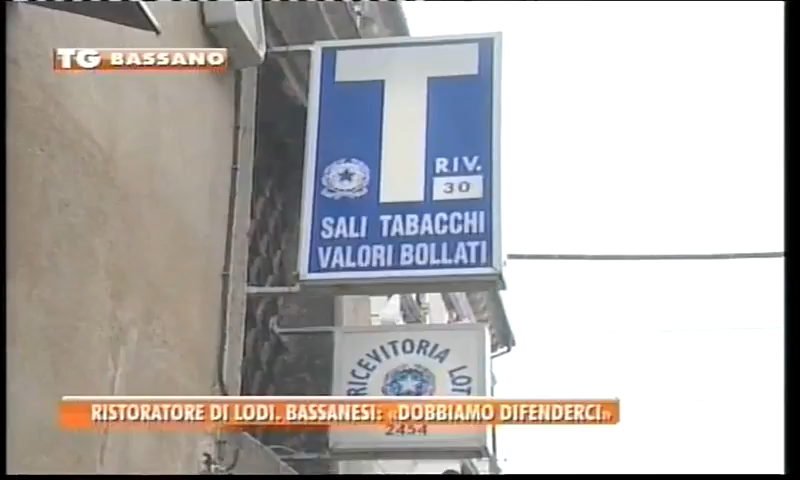 TG BASSANO
T
RIV.
30
SALI TABACCHI
VALORI BOLLATI
RICEVITORIA LOT
2454
RISTORATORE DI LODI. BASSANESI: «DOBBIAMO DIFENDERCI»